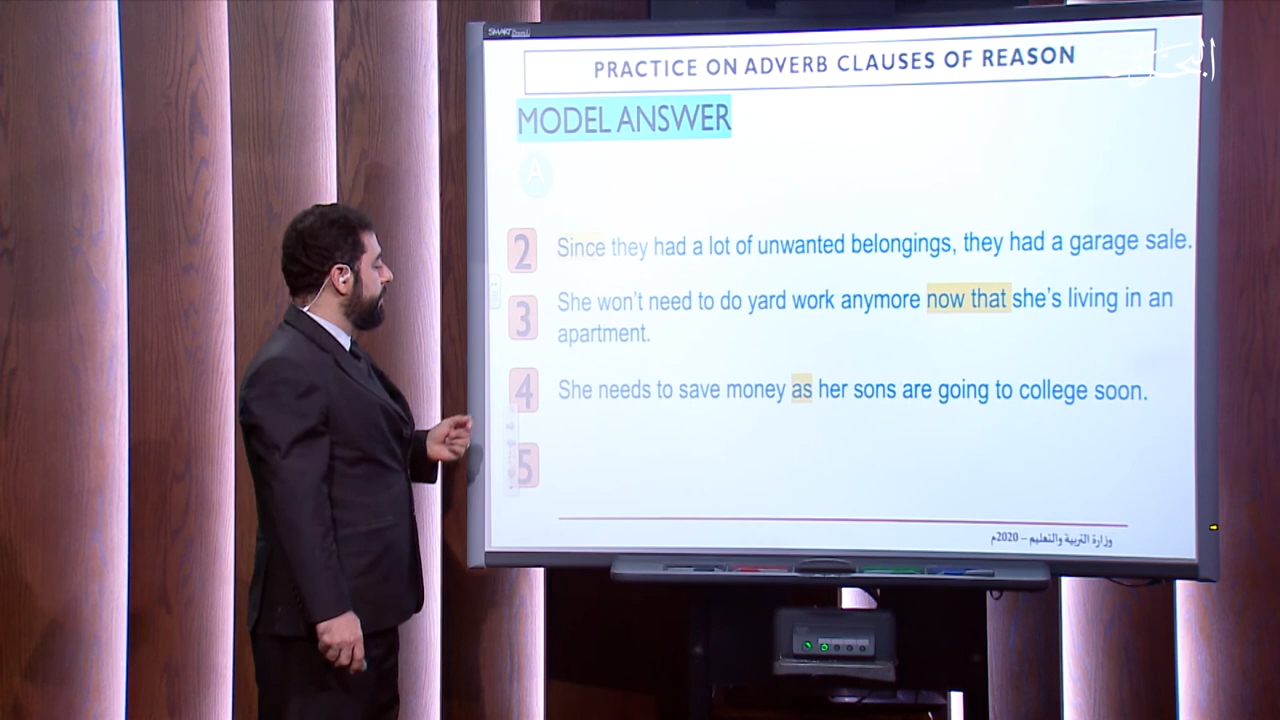 SMART
البحرين
PRACTICE ON ADVERB CLAUSES OF REASON
MODEL ANSWER
A
2 Since they had a lot of unwanted belongings, they had a garage sale.
3 She won't need to do yard work anymore now that she's living in an
apartment.
4 She needs to save money as her sons are going to college soon.
5
وزارة التربية والتعليم – 2020م